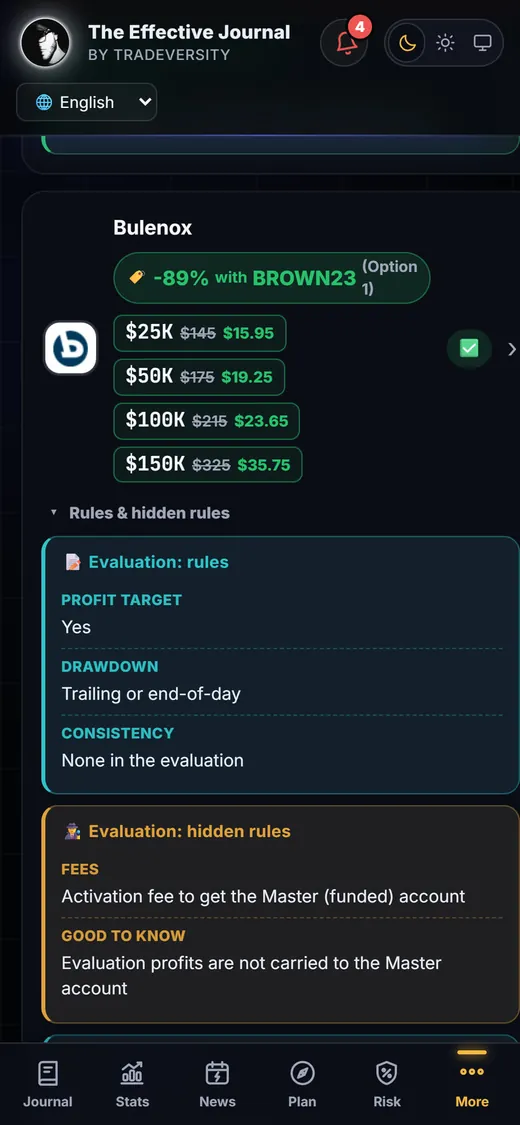 The Effective Journal
BY TRADEVERSITY
4
English
Bulenox
-89% with BROWN23 (Option 1)
$25K $145 $15.95
$50K $175 $19.25
$100K $215 $23.65
$150K $325 $35.75
Rules & hidden rules
Evaluation: rules
PROFIT TARGET
Yes
DRAWDOWN
Trailing or end-of-day
CONSISTENCY
None in the evaluation
Evaluation: hidden rules
FEES
Activation fee to get the Master (funded) account
GOOD TO KNOW
Evaluation profits are not carried to the Master
account
Journal
Stats
News
Plan
Risk
More